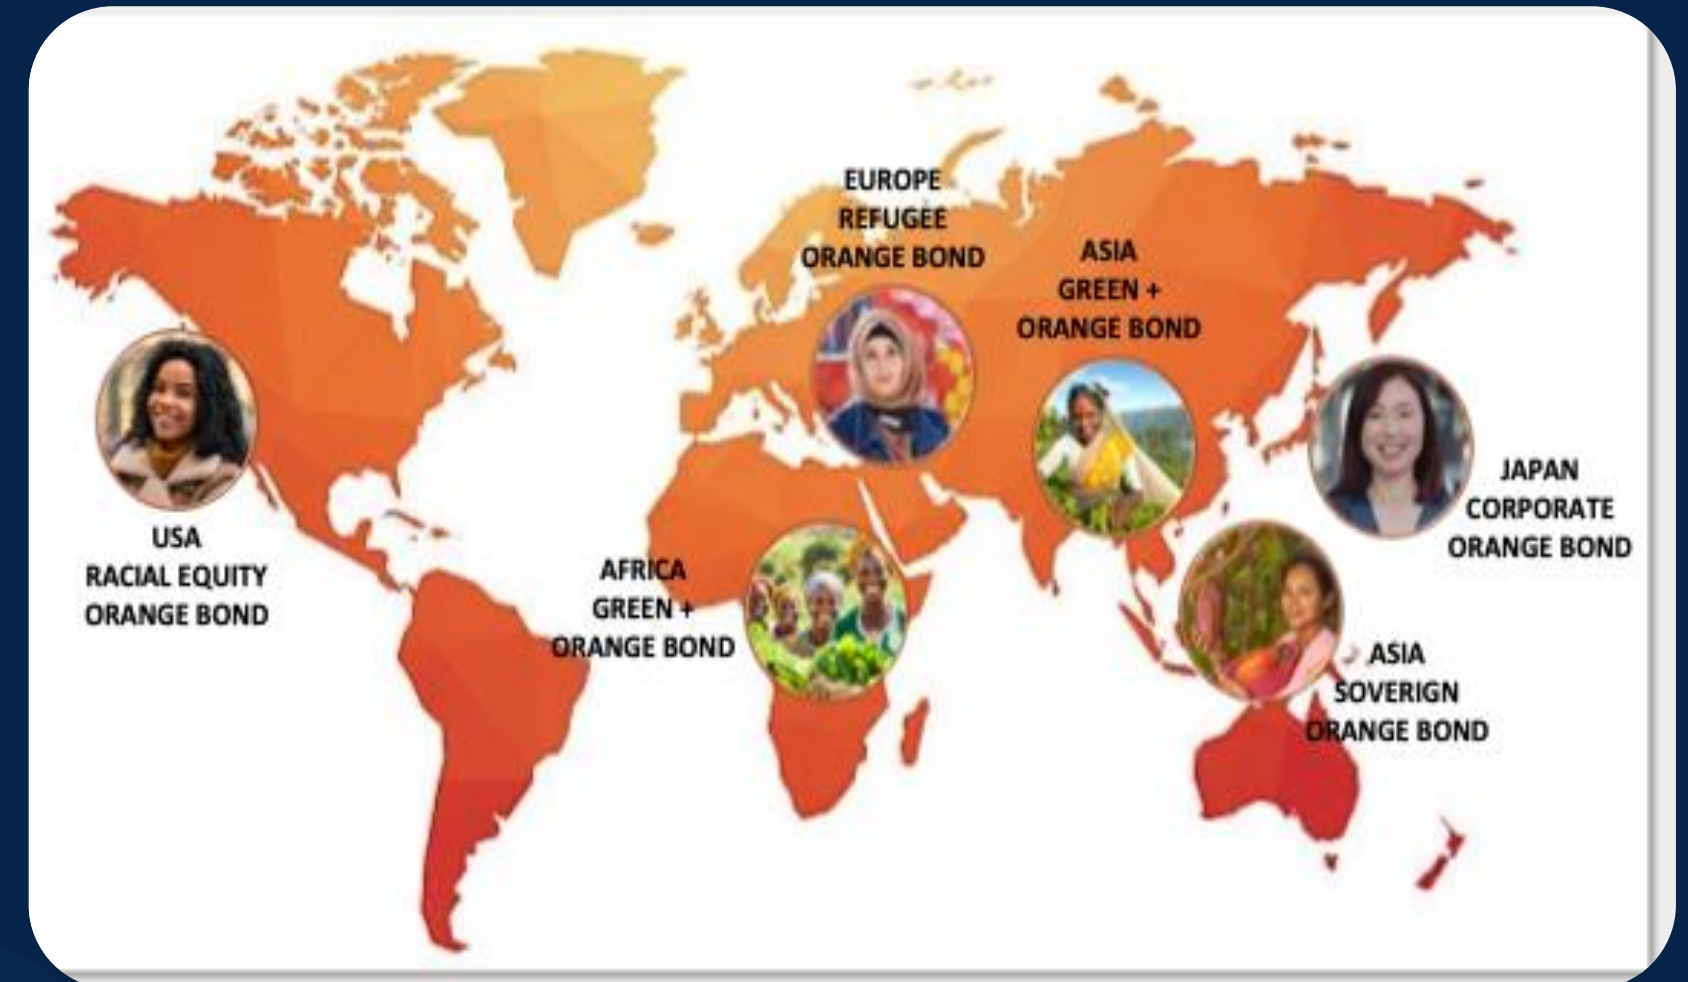 EUROPE
REFUGEE
ORANGE BOND
ASIA
GREEN +
ORANGE BOND
JAPAN
CORPORATE
ORANGE BOND
USA
RACIAL EQUITY
ORANGE BOND
AFRICA
GREEN +
ORANGE BOND
ASIA
SOVERIGN
ORANGE BOND